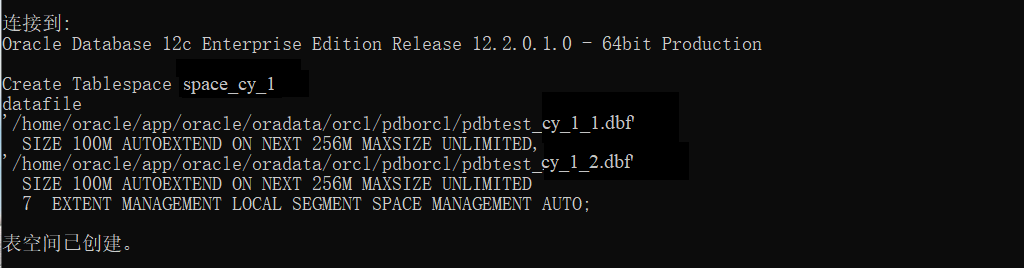 连接到:
Oracle Database 12c Enterprise Edition Release 12.2.0.1.0 - 64bit Production
Create Tablespace space_cy_1
datafile
'/home/oracle/app/oracle/oradata/orcl/pdborcl/pdbtest_cy_1_1.dbf'
SIZE 100M AUTOEXTEND ON NEXT 256M MAXSIZE UNLIMITED,
'/home/oracle/app/oracle/oradata/orcl/pdborcl/pdbtest_cy_1_2.dbf'
SIZE 100M AUTOEXTEND ON NEXT 256M MAXSIZE UNLIMITED
7 EXTENT MANAGEMENT LOCAL SEGMENT SPACE MANAGEMENT AUTO;
表空间已创建。